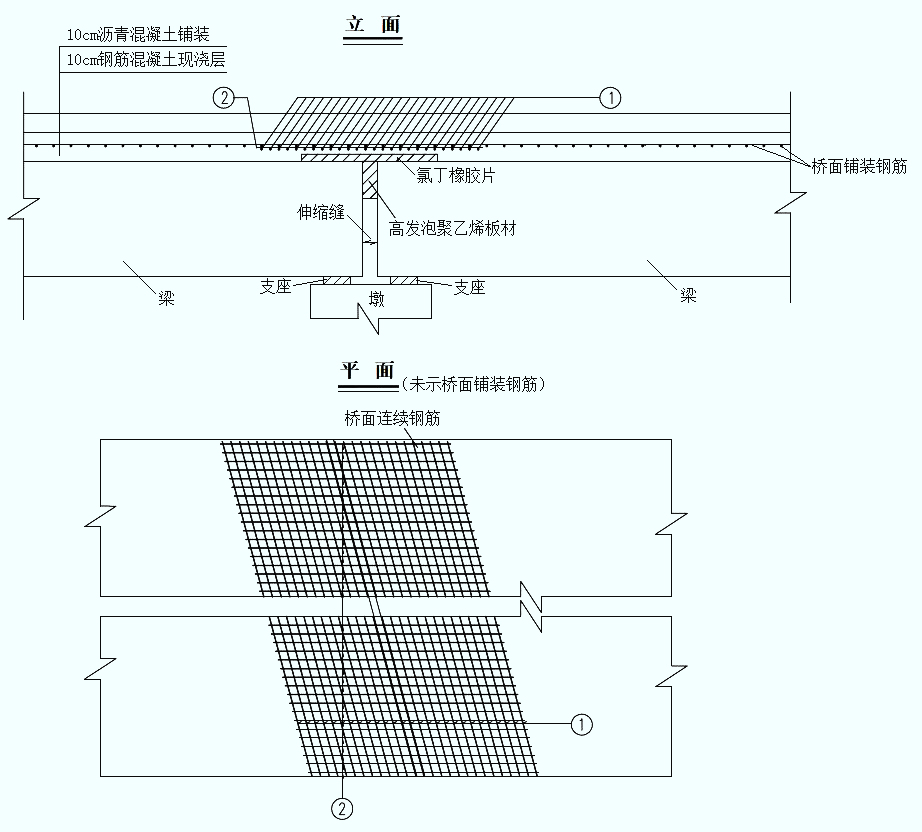 立 面
10cm沥青混凝土铺装
10cm钢筋混凝土现浇层
② ①
桥面铺装钢筋
氯丁橡胶片
伸缩缝
高发泡聚乙烯板材
支座 支座
梁 墩 梁
平 面(未示桥面铺装钢筋)
桥面连续钢筋
①
②